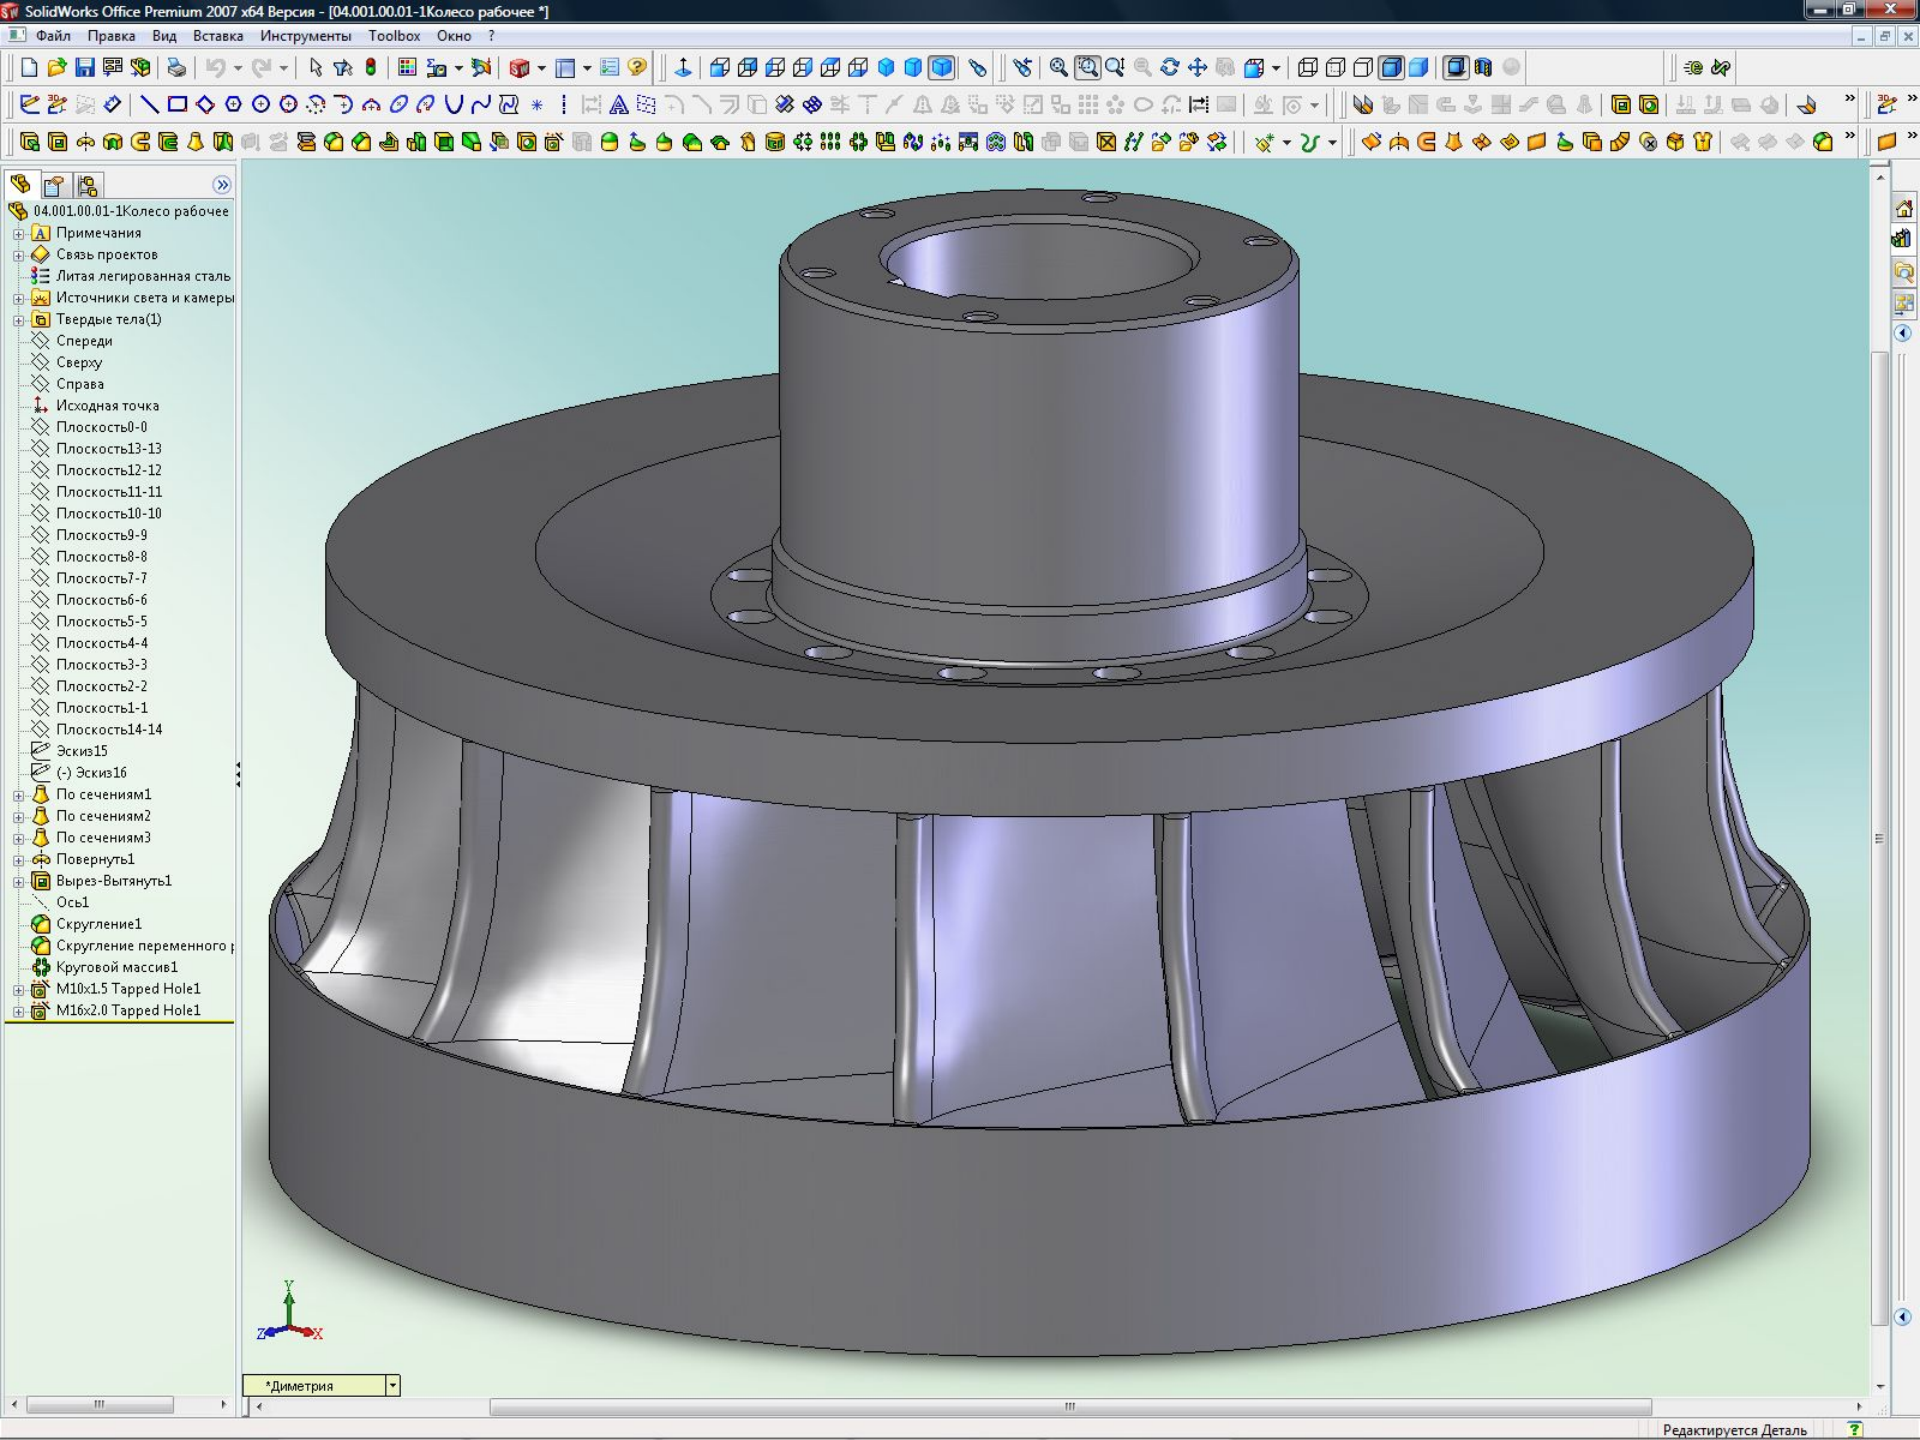 SolidWorks Office Premium 2007 x64 Версия - [04.001.00.01-1Колесо рабочее *]
Файл Правка Вид Вставка Инструменты Toolbox Окно ?
04.001.00.01-1Колесо рабочее
Примечания
Связь проектов
Литая легированная сталь
Источники света и камеры
Твердые тела(1)
Спереди
Сверху
Справа
Исходная точка
Плоскость0-0
Плоскость13-13
Плоскость12-12
Плоскость11-11
Плоскость10-10
Плоскость9-9
Плоскость8-8
Плоскость7-7
Плоскость6-6
Плоскость5-5
Плоскость4-4
Плоскость3-3
Плоскость2-2
Плоскость1-1
Плоскость14-14
Эскиз15
(-) Эскиз16
По сечениям1
По сечениям2
По сечениям3
Повернуть1
Вырез-Вытянуть1
Ось1
Скругление1
Скругление переменного р
Круговой массив1
M10x1.5 Tapped Hole1
M16x2.0 Tapped Hole1
Y
Z X
*Диметрия
Редактируется Деталь